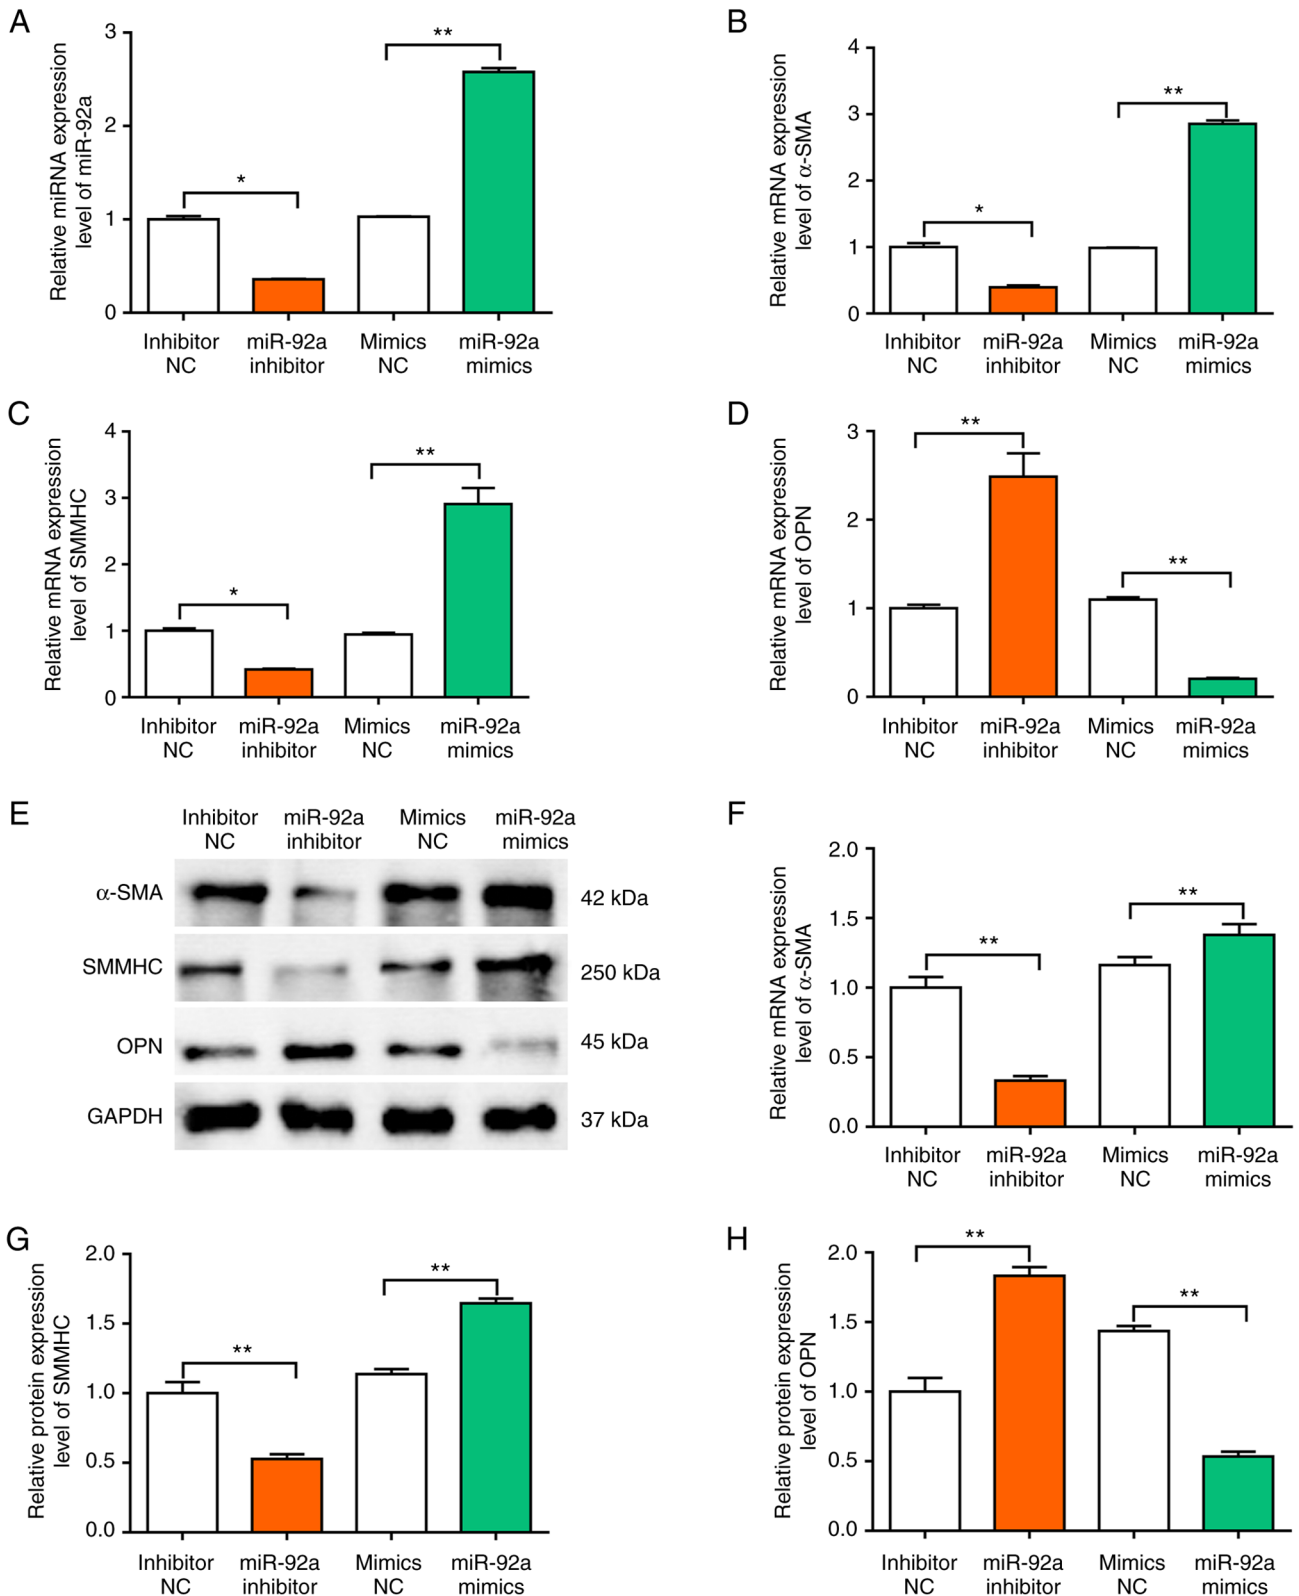 A
Relative miRNA expression
level of miR-92a
3
2
1
0
*
**
Inhibitor
NC
miR-92a
inhibitor
Mimics
NC
miR-92a
mimics
B
Relative mRNA expression
level of α-SMA
4
3
2
1
0
*
**
Inhibitor
NC
miR-92a
inhibitor
Mimics
NC
miR-92a
mimics
C
Relative mRNA expression
level of SMMHC
4
3
2
1
0
*
**
Inhibitor
NC
miR-92a
inhibitor
Mimics
NC
miR-92a
mimics
D
Relative mRNA expression
level of OPN
3
2
1
0
**
**
Inhibitor
NC
miR-92a
inhibitor
Mimics
NC
miR-92a
mimics
E
Inhibitor
NC
miR-92a
inhibitor
Mimics
NC
miR-92a
mimics
α-SMA
42 kDa
SMMHC
250 kDa
OPN
45 kDa
GAPDH
37 kDa
F
Relative mRNA expression
level of α-SMA
2.0
1.5
1.0
0.5
0.0
**
**
Inhibitor
NC
miR-92a
inhibitor
Mimics
NC
miR-92a
mimics
G
Relative protein expression
level of SMMHC
2.0
1.5
1.0
0.5
0.0
**
**
Inhibitor
NC
miR-92a
inhibitor
Mimics
NC
miR-92a
mimics
H
Relative protein expression
level of OPN
2.0
1.5
1.0
0.5
0.0
**
**
Inhibitor
NC
miR-92a
inhibitor
Mimics
NC
miR-92a
mimics